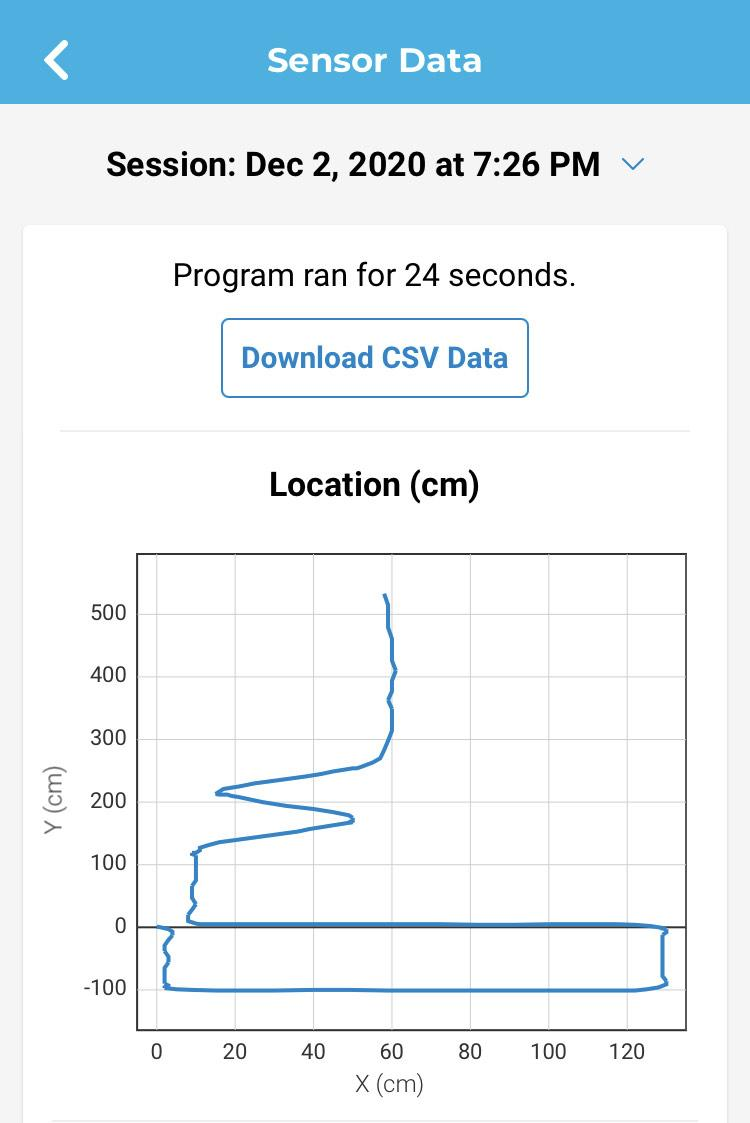 Sensor Data
Session: Dec 2, 2020 at 7:26 PM
Program ran for 24 seconds.
Download CSV Data
Location (cm)
500
400
300
200
100
0
-100
Y (cm)
0 20 40 60 80 100 120
X (cm)